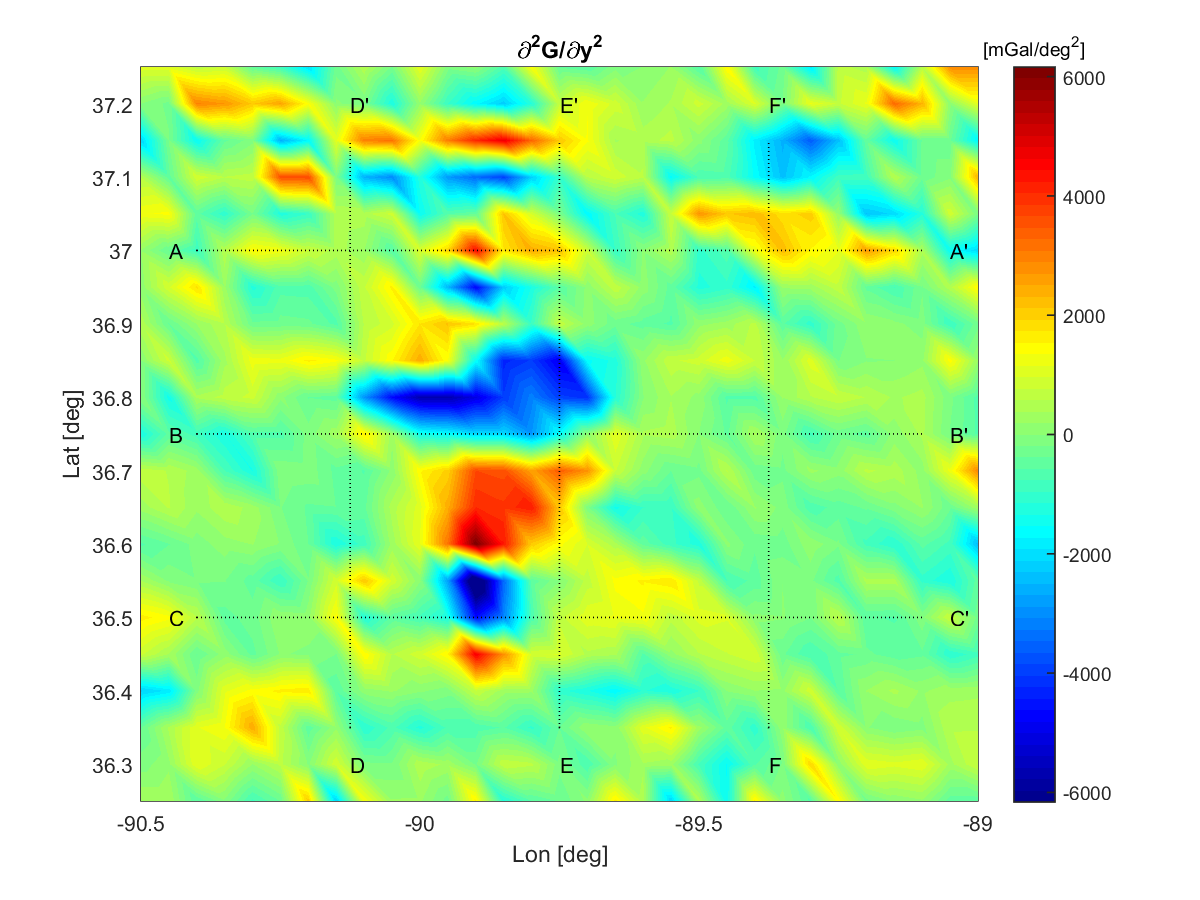 ∂²G/∂y²
[mGal/deg²]
37.2
37.1
37
36.9
36.8
36.7
36.6
36.5
36.4
36.3
Lat [deg]
D' E' F'
A A'
B B'
C C'
D E F
-90.5 -90 -89.5 -89
Lon [deg]
6000
4000
2000
0
-2000
-4000
-6000